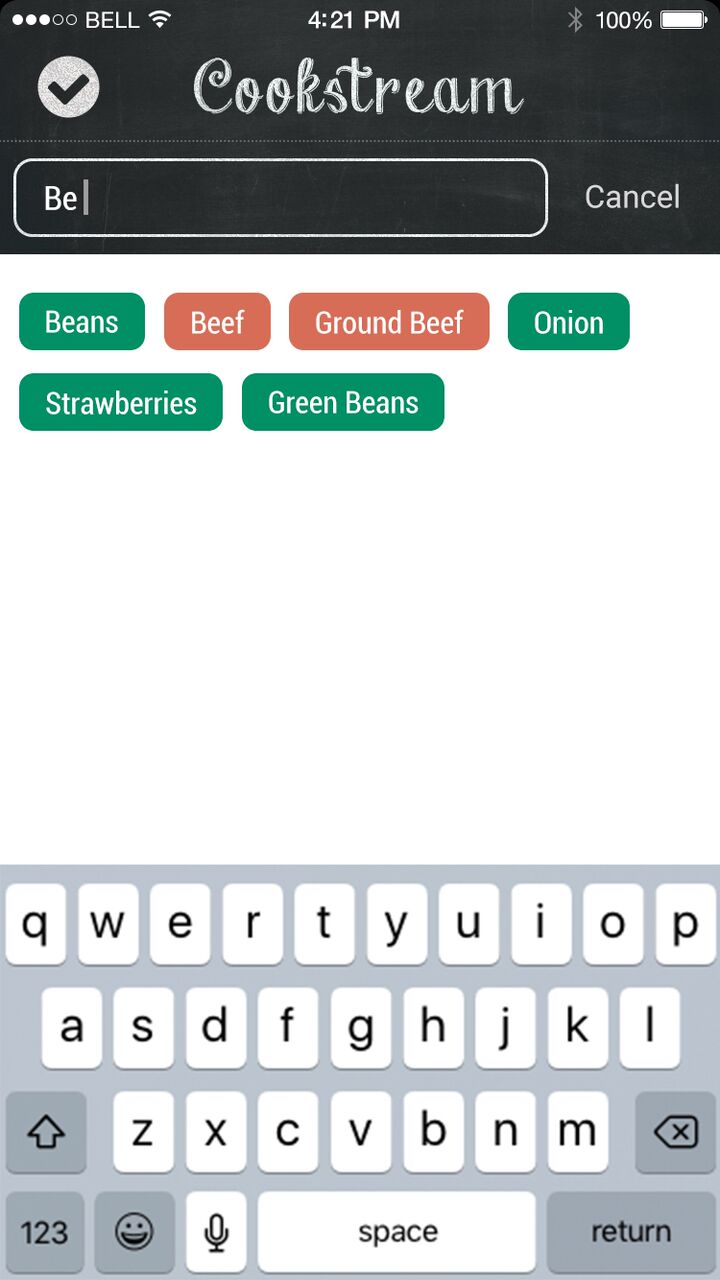 BELL 4:21 PM 100%
Cookstream
Be Cancel
Beans Beef Ground Beef Onion
Strawberries Green Beans
q w e r t y u i o p
a s d f g h j k l
z x c v b n m
123 space return